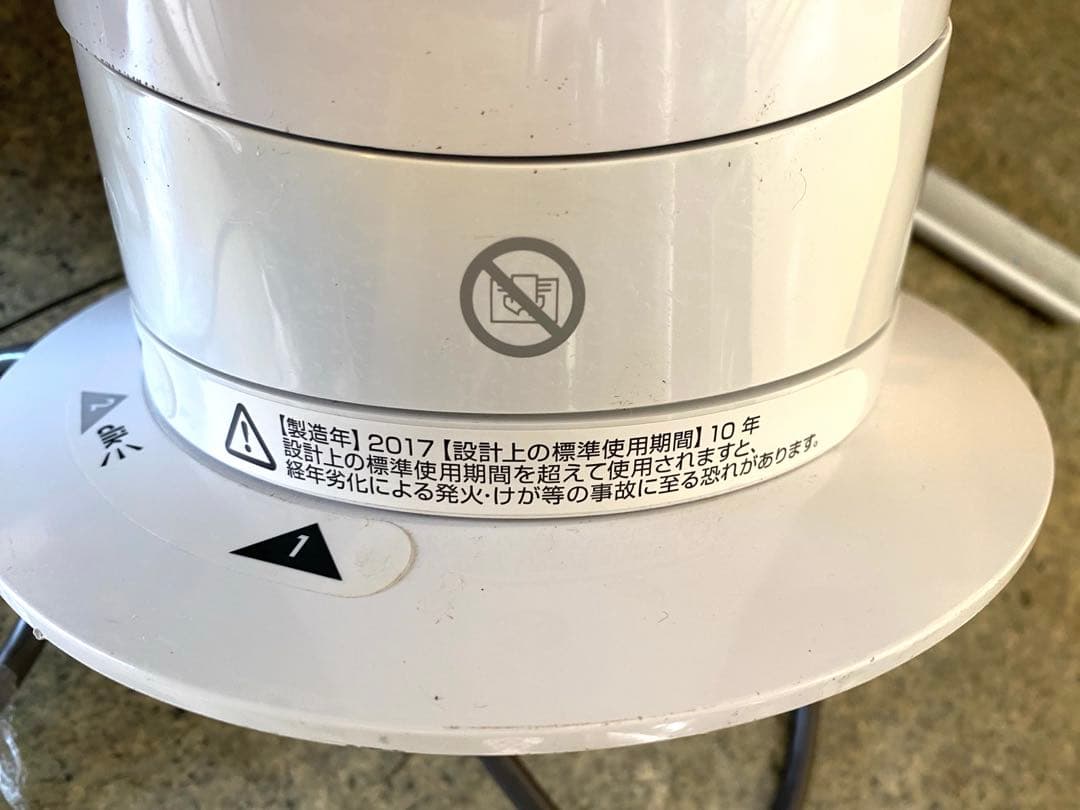 【製造年】2017【設計上の標準使用期間】10年
設計上の標準使用期間を超えて使用されますと、
経年劣化による発火・けが等の事故に至る恐れがあります。
1